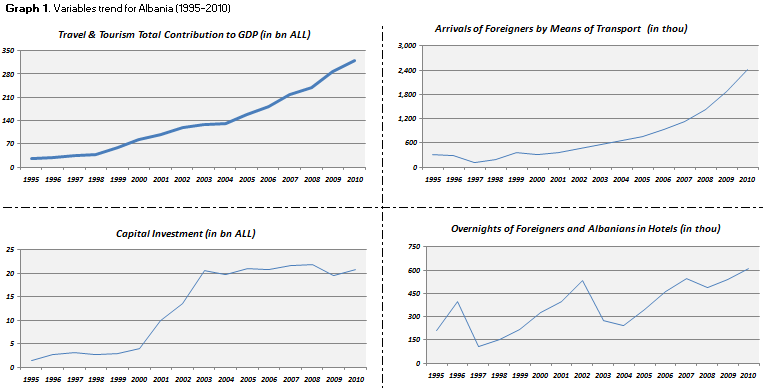 Graph 1. Variables trend for Albania (1995-2010)
Travel & Tourism Total Contribution to GDP (in bn ALL)
350
280
210
140
70
0
1995 1996 1997 1998 1999 2000 2001 2002 2003 2004 2005 2006 2007 2008 2009 2010
Arrivals of Foreigners by Means of Transport (in thou)
3,000
2,400
1,800
1,200
600
0
1995 1996 1997 1998 1999 2000 2001 2002 2003 2004 2005 2006 2007 2008 2009 2010
Capital Investment (in bn ALL)
25
20
15
10
5
0
1995 1996 1997 1998 1999 2000 2001 2002 2003 2004 2005 2006 2007 2008 2009 2010
Overnights of Foreigners and Albanians in Hotels (in thou)
750
600
450
300
150
0
1995 1996 1997 1998 1999 2000 2001 2002 2003 2004 2005 2006 2007 2008 2009 2010